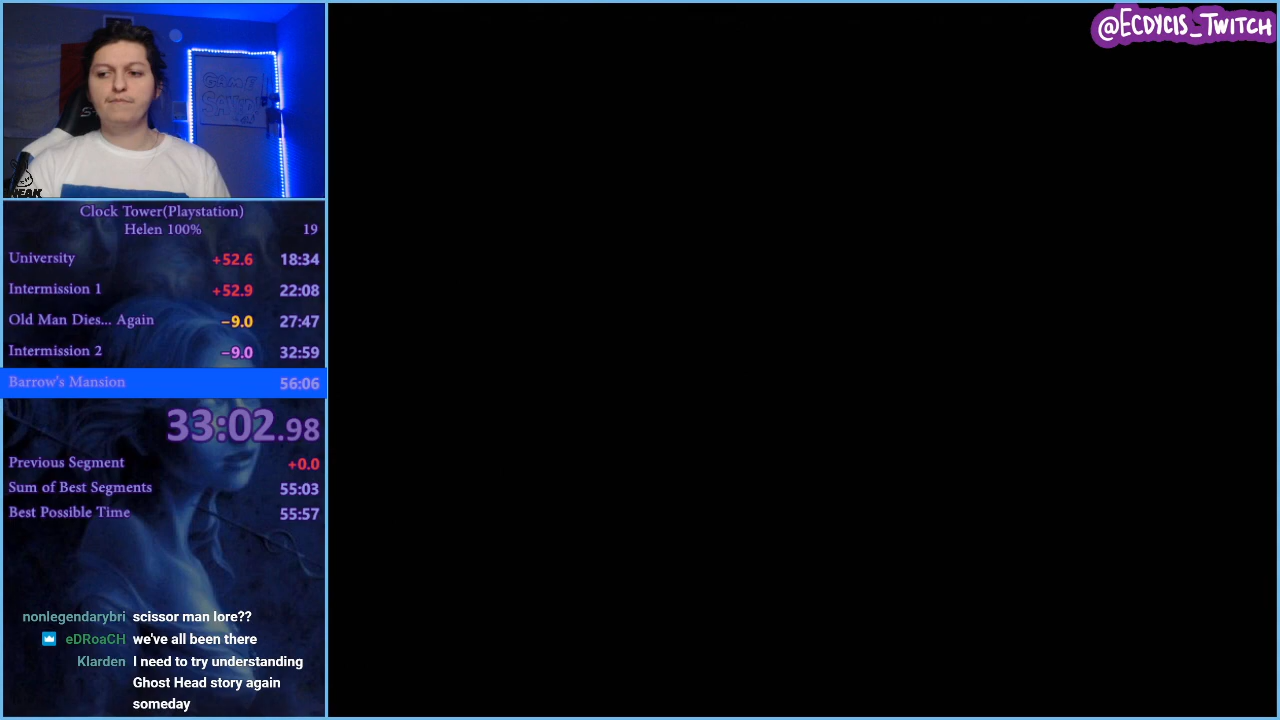 @ECDYCIS_TWITCH
Clock Tower(Playstation)
Helen 100% 19
University +52.6 18:34
Intermission 1 +52.9 22:08
Old Man Dies... Again −9.0 27:47
Intermission 2 −9.0 32:59
Barrow's Mansion 56:06
33:02.98
Previous Segment +0.0
Sum of Best Segments 55:03
Best Possible Time 55:57
nonlegendarybri scissor man lore??
eDRoaCH we've all been there
Klarden I need to try understanding
Ghost Head story again
someday